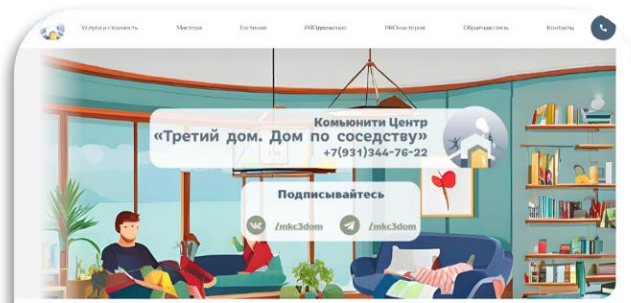 Услуги и стоимость Мастера Гостиная PROдвижение PROмастеров Обратная связь Контакты
Комьюнити Центр
«Третий дом. Дом по соседству»
+7(931)344-76-22
Подписывайтесь
/mkc3dom /mkc3dom